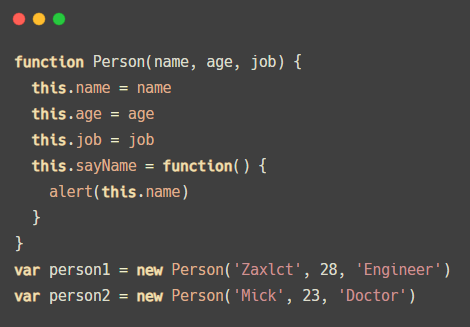 function Person(name, age, job) {
  this.name = name
  this.age = age
  this.job = job
  this.sayName = function() {
    alert(this.name)
  }
}
var person1 = new Person('Zaxlct', 28, 'Engineer')
var person2 = new Person('Mick', 23, 'Doctor')